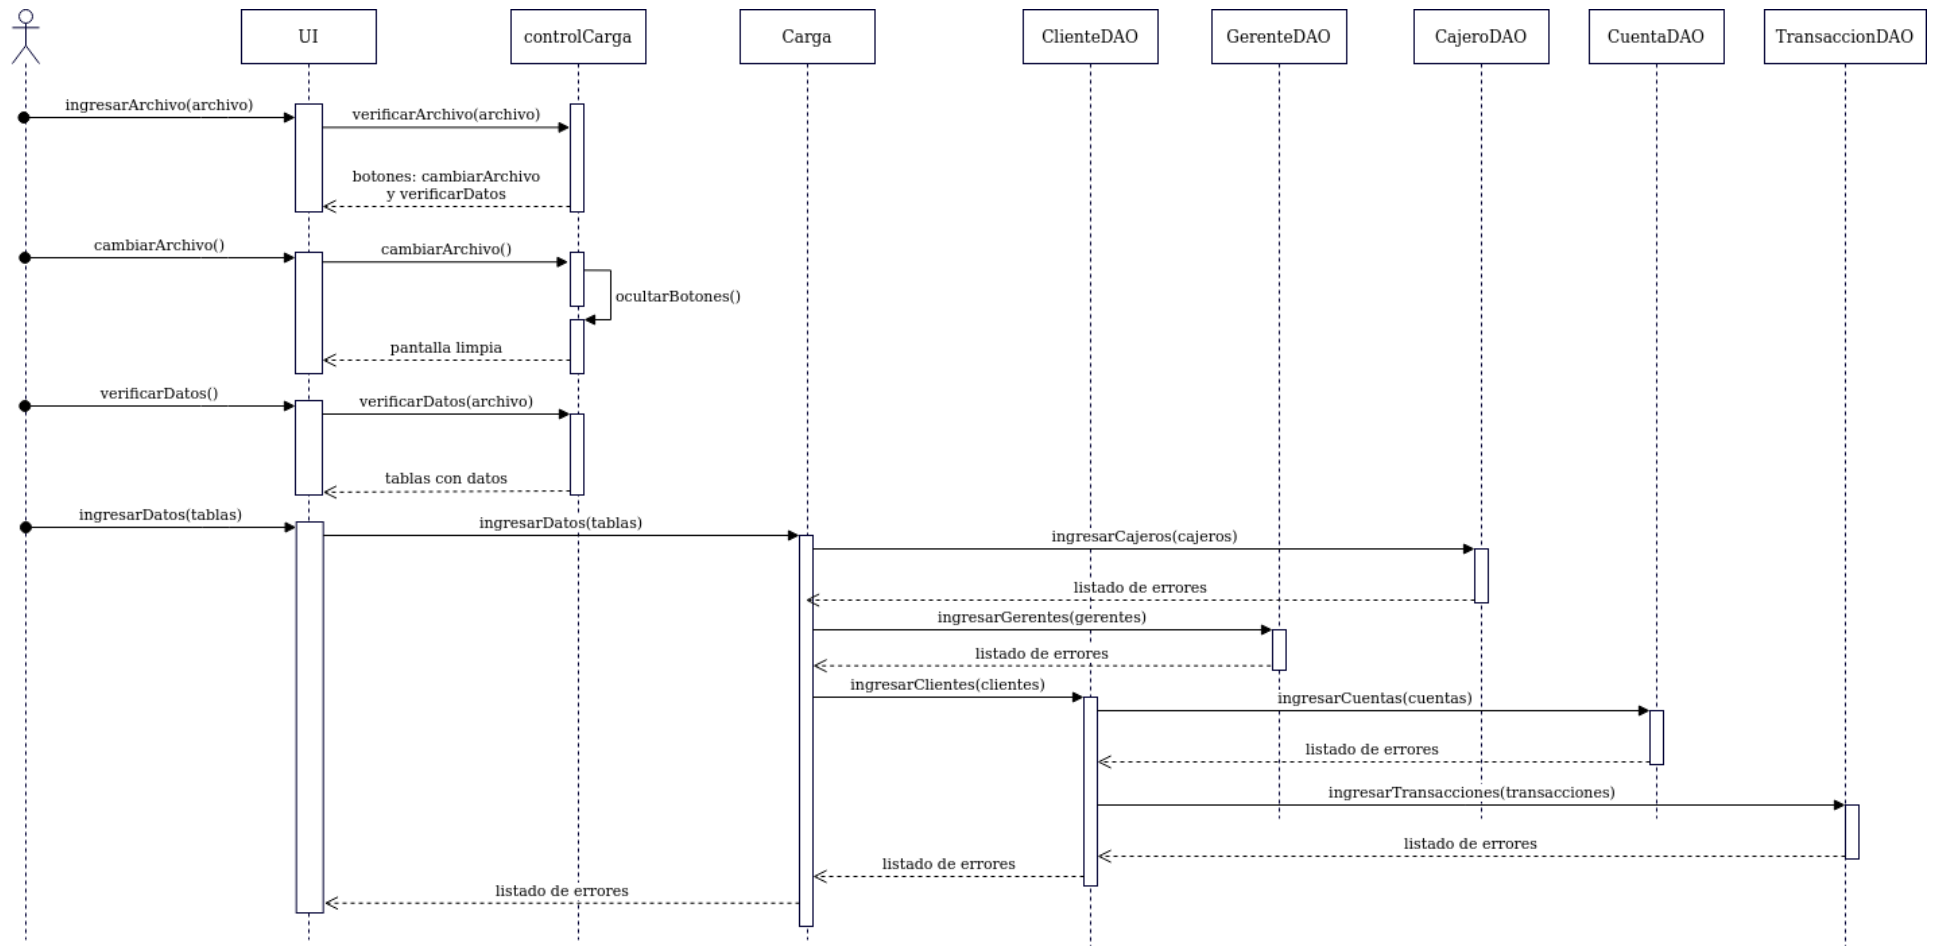 UI
controlCarga
Carga
ClienteDAO
GerenteDAO
CajeroDAO
CuentaDAO
TransaccionDAO
ingresarArchivo(archivo)
verificarArchivo(archivo)
botones: cambiarArchivo
y verificarDatos
cambiarArchivo()
cambiarArchivo()
ocultarBotones()
pantalla limpia
verificarDatos()
verificarDatos(archivo)
tablas con datos
ingresarDatos(tablas)
ingresarDatos(tablas)
ingresarCajeros(cajeros)
listado de errores
ingresarGerentes(gerentes)
listado de errores
ingresarClientes(clientes)
ingresarCuentas(cuentas)
listado de errores
ingresarTransacciones(transacciones)
listado de errores
listado de errores
listado de errores